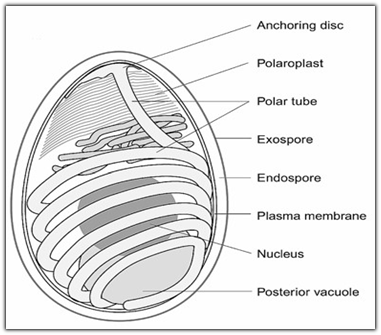 Anchoring disc
Polaroplast
Polar tube
Exospore
Endospore
Plasma membrane
Nucleus
Posterior vacuole